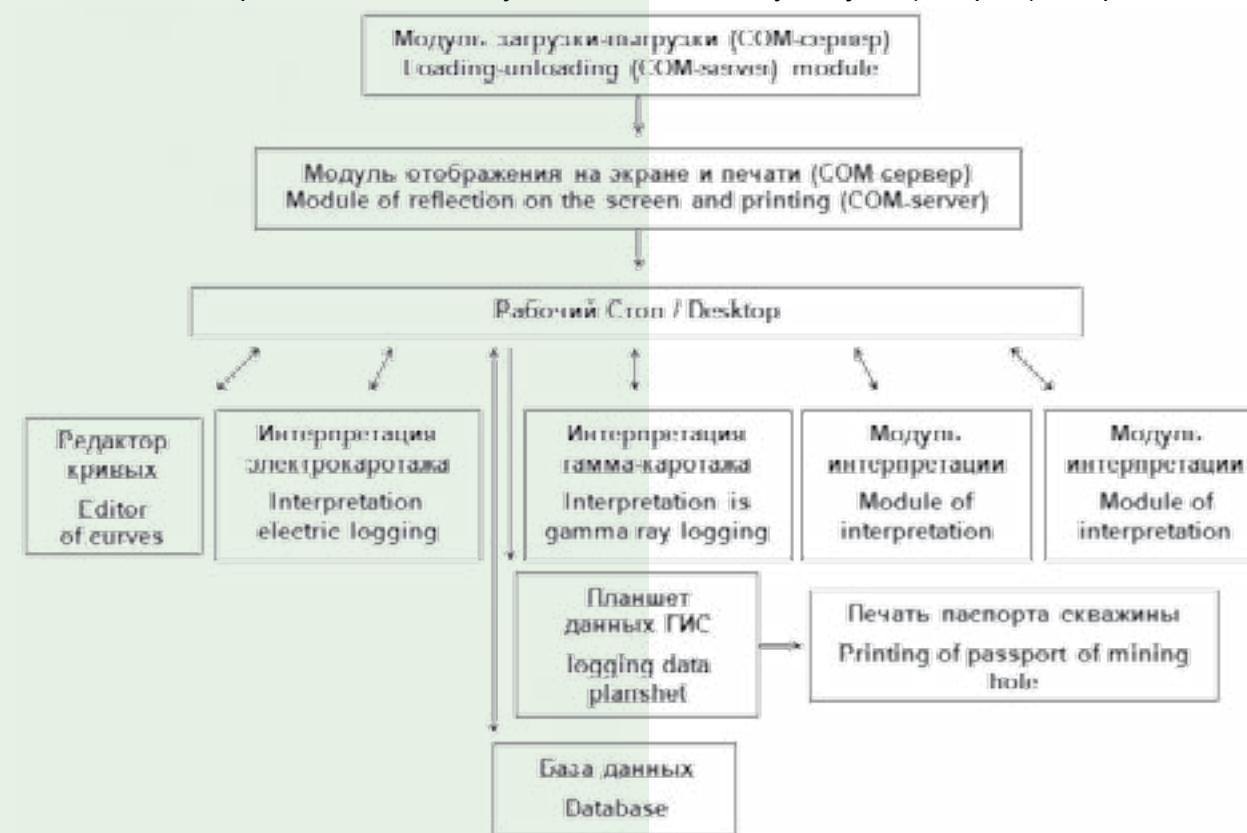 Модуль загрузки-выгрузки (COM-сервер)
Loading-unloading (COM-server) module
Модуль отображения на экране и печати (COM сервер)
Module of reflection on the screen and printing (COM-server)
Рабочий Стол / Desktop
Редактор
кривых
Editor
of curves
Интерпретация
электрокаротажа
Interpretation
electric logging
Интерпретация
гамма-каротажа
Interpretation is
gamma ray logging
Модуль
интерпретации
Module of
interpretation
Модуль
интерпретации
Module of
interpretation
Планшет
данных ГИС
logging data
planshet
Печать паспорта скважины
Printing of passport of mining
hole
База данных
Database